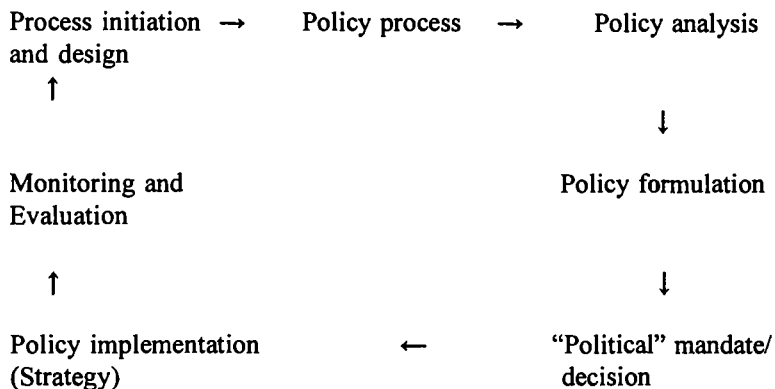 Process initiation → Policy process → Policy analysis
and design
↑
↓
Monitoring and Policy formulation
Evaluation
↑ ↓
Policy implementation ← “Political” mandate/
(Strategy) decision